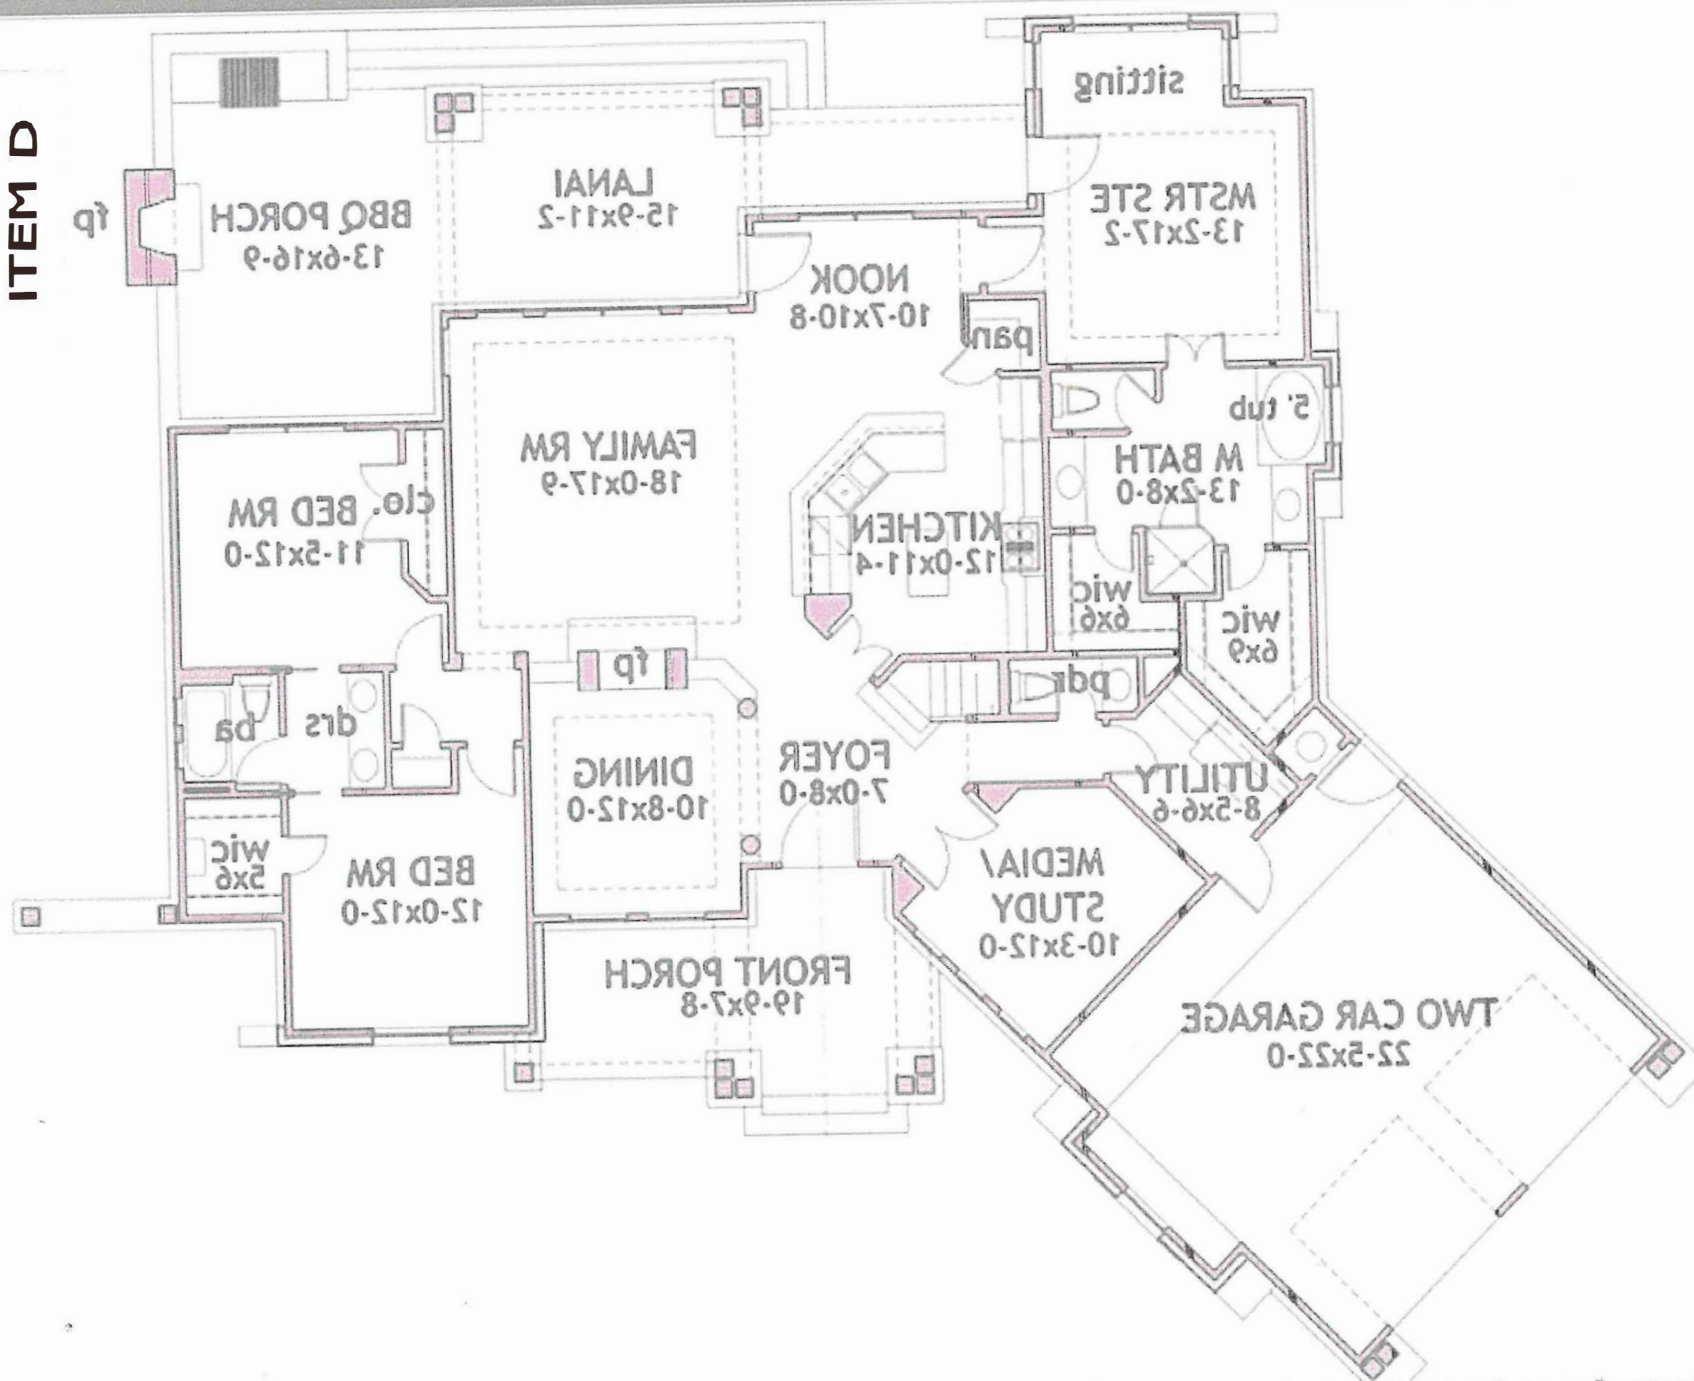 ITEM D
sitting
MSTR STE
13-2x17-2
LANAI
15-9x11-2
BBQ PORCH
13-6x16-9
fp
NOOK
10-7x10-8
pan
5' tub
M BATH
13-2x8-0
FAMILY RM
18-0x17-9
clo.
BED RM
11-5x12-0
KITCHEN
12-0x11-4
wic
6x6
wic
6x9
fp
pdr
ba
drs
DINING
10-8x12-0
FOYER
7-0x8-0
UTILITY
8-5x6-6
wic
5x6
BED RM
12-0x12-0
MEDIA/
STUDY
10-3x12-0
FRONT PORCH
19-9x7-8
TWO CAR GARAGE
22-5x22-0